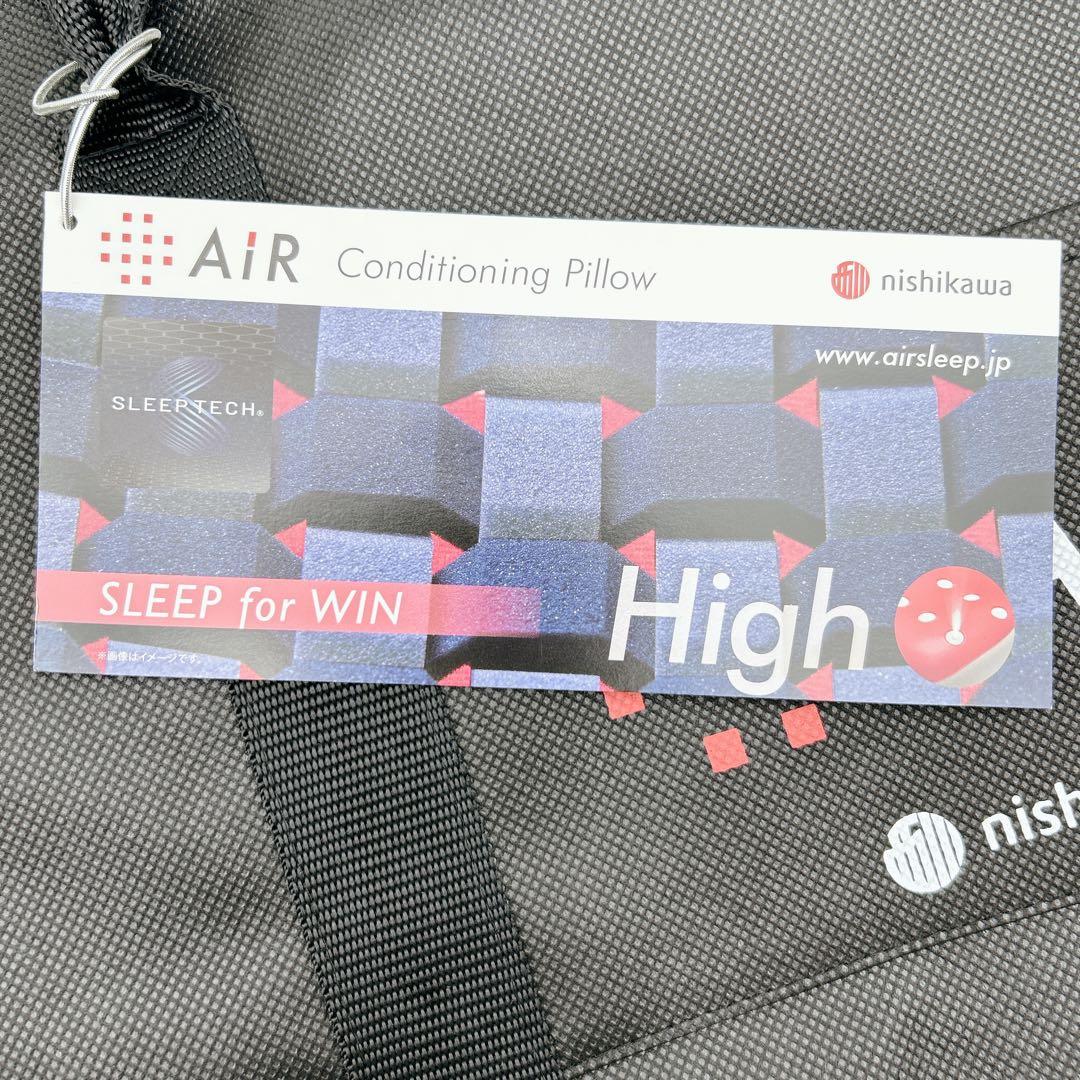 AiR Conditioning Pillow nishikawa
www.airsleep.jp
SLEEPTECH®
SLEEP for WIN
High
※画像はイメージです。
nish